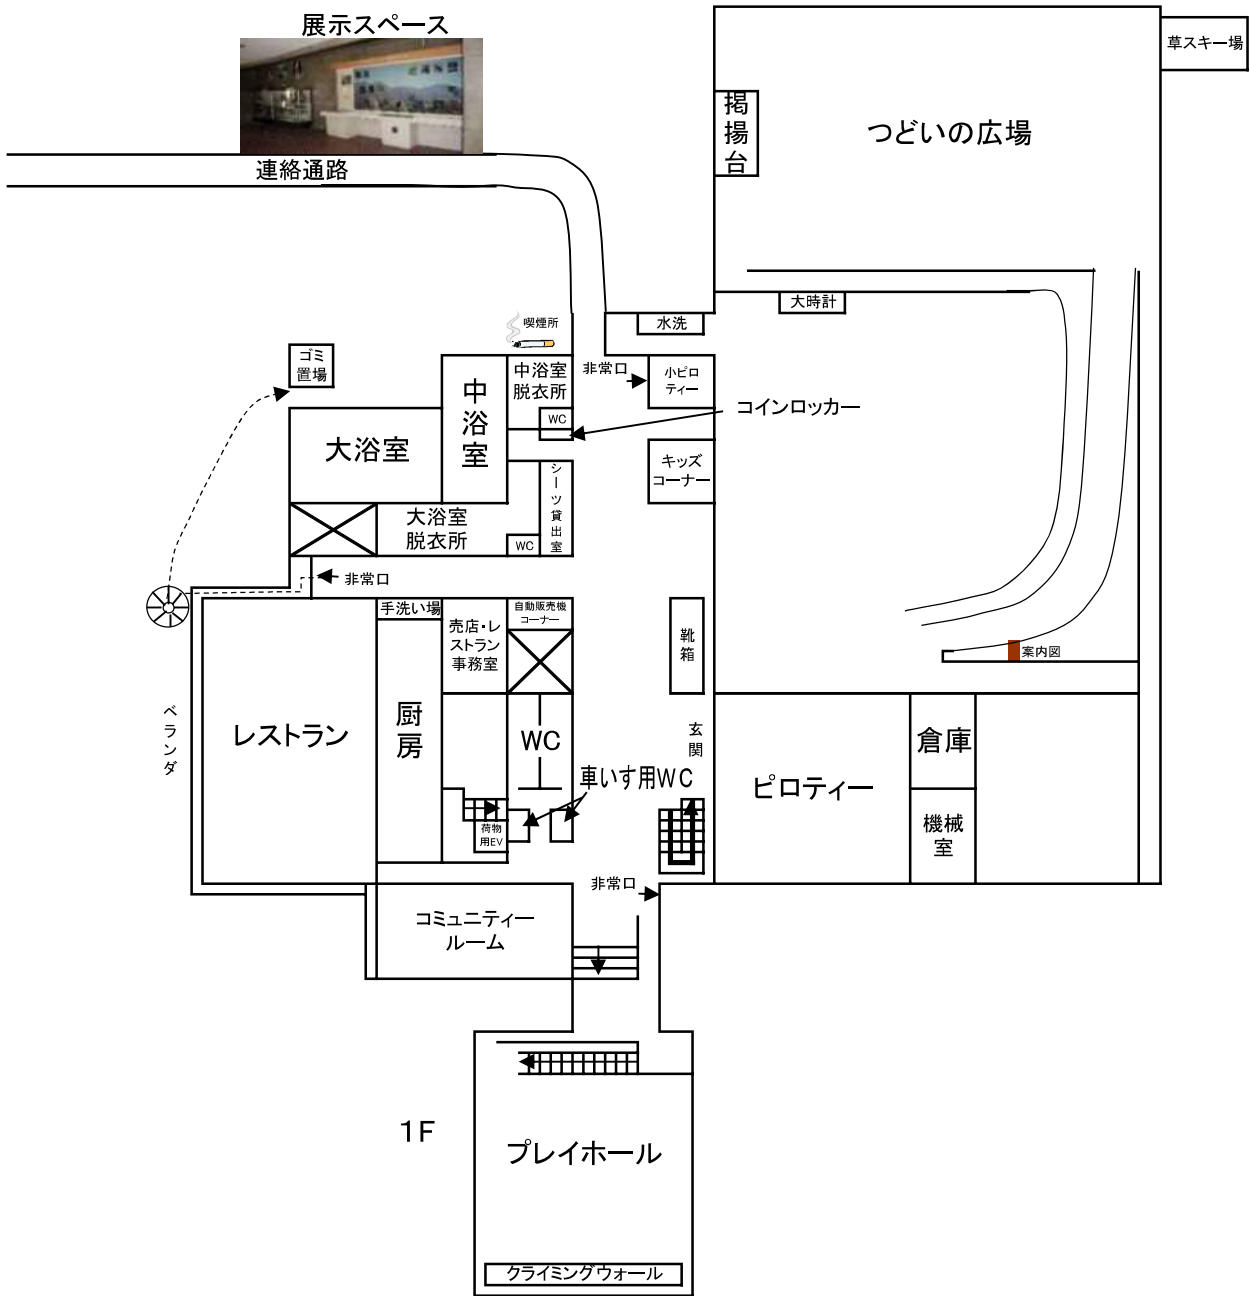 展示スペース
草スキー場
掲揚台
つどいの広場
連絡通路
大時計
喫煙所
水洗
ゴミ
置場
中浴室
中浴室
脱衣所
非常口
小ピロ
ティー
WC
コインロッカー
大浴室
キッズ
コーナー
シーツ貸出室
大浴室
脱衣所
WC
非常口
手洗い場
売店・レ
ストラン
事務室
自動販売機
コーナー
靴箱
案内図
ベランダ
レストラン
厨房
WC
玄関
車いす用WC
ピロティー
倉庫
機械室
荷物
用EV
非常口
コミュニティー
ルーム
1F
プレイホール
クライミングウォール